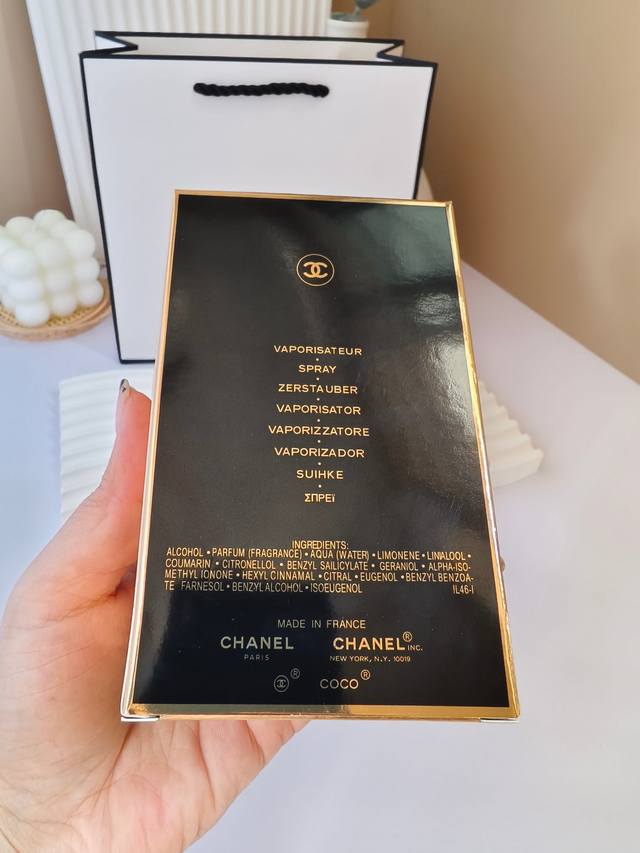 VAPORISATEUR
SPRAY
ZERSTAUBER
VAPORISATOR
VAPORIZZATORE
VAPORIZADOR
SUIHKE
ΣΠΡΕΪ
INGREDIENTS:
ALCOHOL • PARFUM (FRAGRANCE) • AQUA (WATER) • LIMONENE • LINALOOL •
COUMARIN • CITRONELLOL • BENZYL SAILICYLATE • GERANIOL • ALPHA-ISO-
METHYL IONONE • HEXYL CINNAMAL • CITRAL • EUGENOL • BENZYL BENZOA-
TE FARNESOL • BENZYL ALCOHOL • ISOEUGENOL IL46-I
MADE IN FRANCE
CHANEL CHANEL® INC.
PARIS NEW YORK, N.Y. 10019
® COCO®